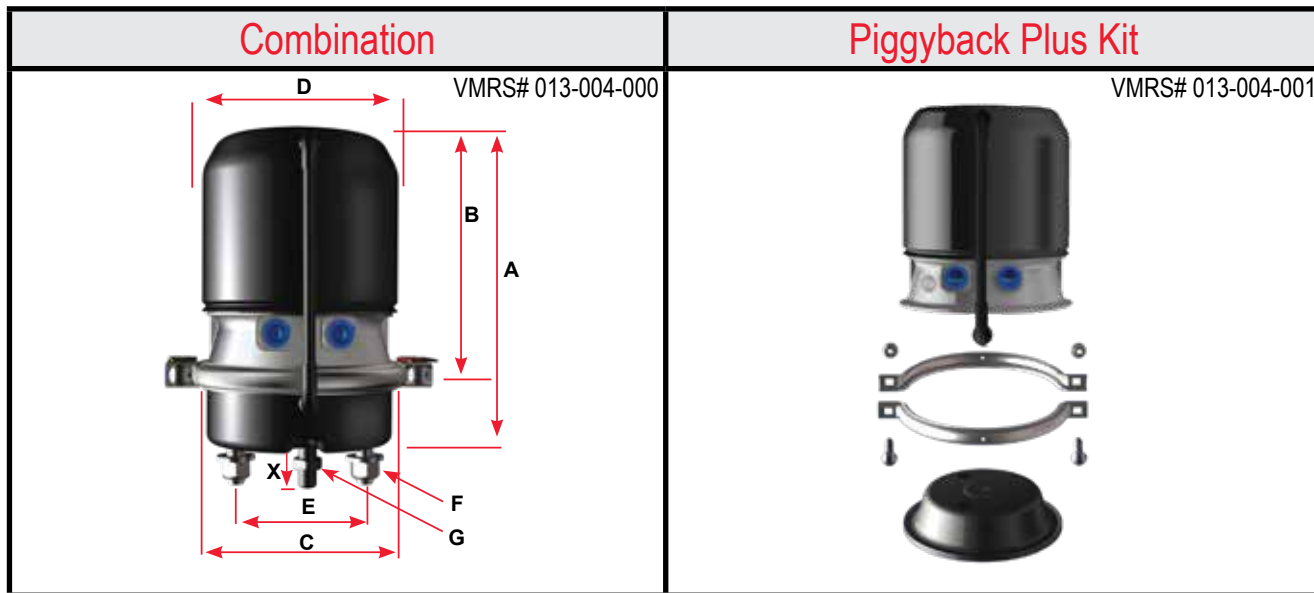 Combination
Piggyback Plus Kit
VMRS# 013-004-000
VMRS# 013-004-001
D
B
A
X
E
F
C
G